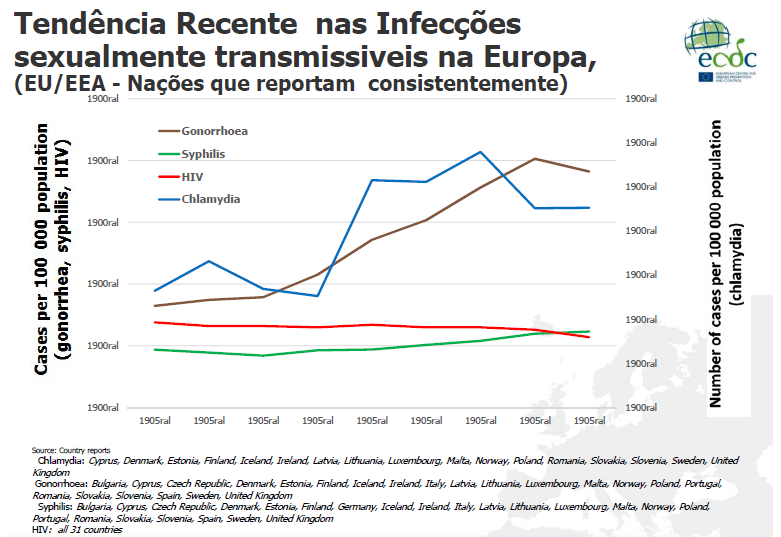 Tendência Recente nas Infecções
sexualmente transmissiveis na Europa,
(EU/EEA - Nações que reportam consistentemente)
ecdc
EUROPEAN CENTRE FOR
DISEASE PREVENTION
AND CONTROL
Cases per 100 000 population
(gonorrhea, syphilis, HIV)
1900ral
1900ral
1900ral
1900ral
1900ral
1900ral
Gonorrhoea
Syphilis
HIV
Chlamydia
1900ral
1900ral
1900ral
1900ral
1900ral
1900ral
1900ral
1900ral
Number of cases per 100 000 population
(chlamydia)
1905ral 1905ral 1905ral 1905ral 1905ral 1905ral 1905ral 1905ral 1905ral
Source: Country reports
Chlamydia: Cyprus, Denmark, Estonia, Finland, Iceland, Ireland, Latvia, Lithuania, Luxembourg, Malta, Norway, Poland, Romania, Slovakia, Slovenia, Sweden, United
Kingdom
Gonorrhoea: Bulgaria, Cyprus, Czech Republic, Denmark, Estonia, Finland, Iceland, Ireland, Italy, Latvia, Lithuania, Luxembourg, Malta, Norway, Poland, Portugal,
Romania, Slovakia, Slovenia, Spain, Sweden, United Kingdom
Syphilis: Bulgaria, Cyprus, Czech Republic, Denmark, Estonia, Finland, Germany, Iceland, Ireland, Italy, Latvia, Lithuania, Luxembourg, Malta, Norway, Poland,
Portugal, Romania, Slovakia, Slovenia, Spain, Sweden, United Kingdom
HIV: all 31 countries